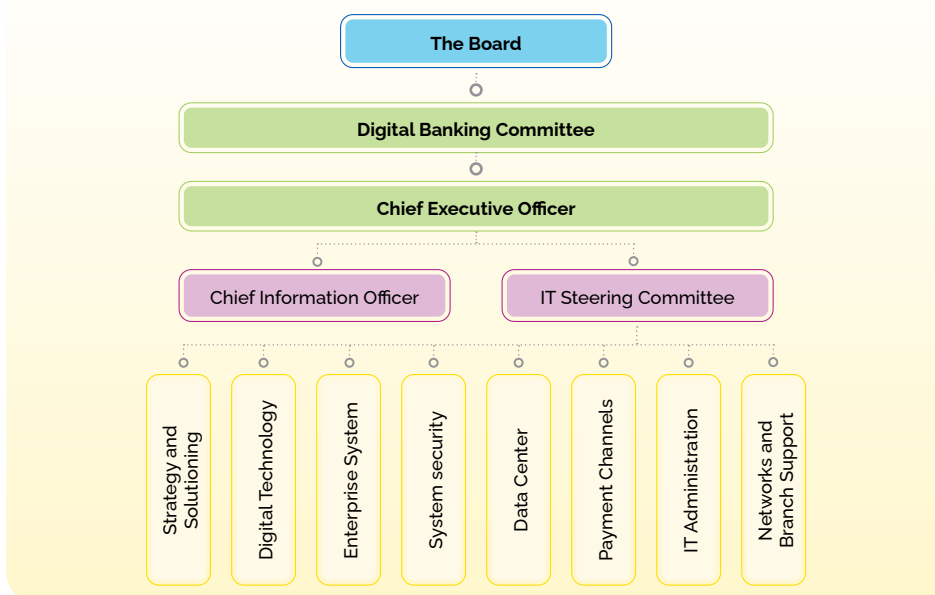 The Board
Digital Banking Committee
Chief Executive Officer
Chief Information Officer
IT Steering Committee
Strategy and
Solutioning
Digital Technology
Enterprise System
System security
Data Center
Payment Channels
IT Administration
Networks and
Branch Support